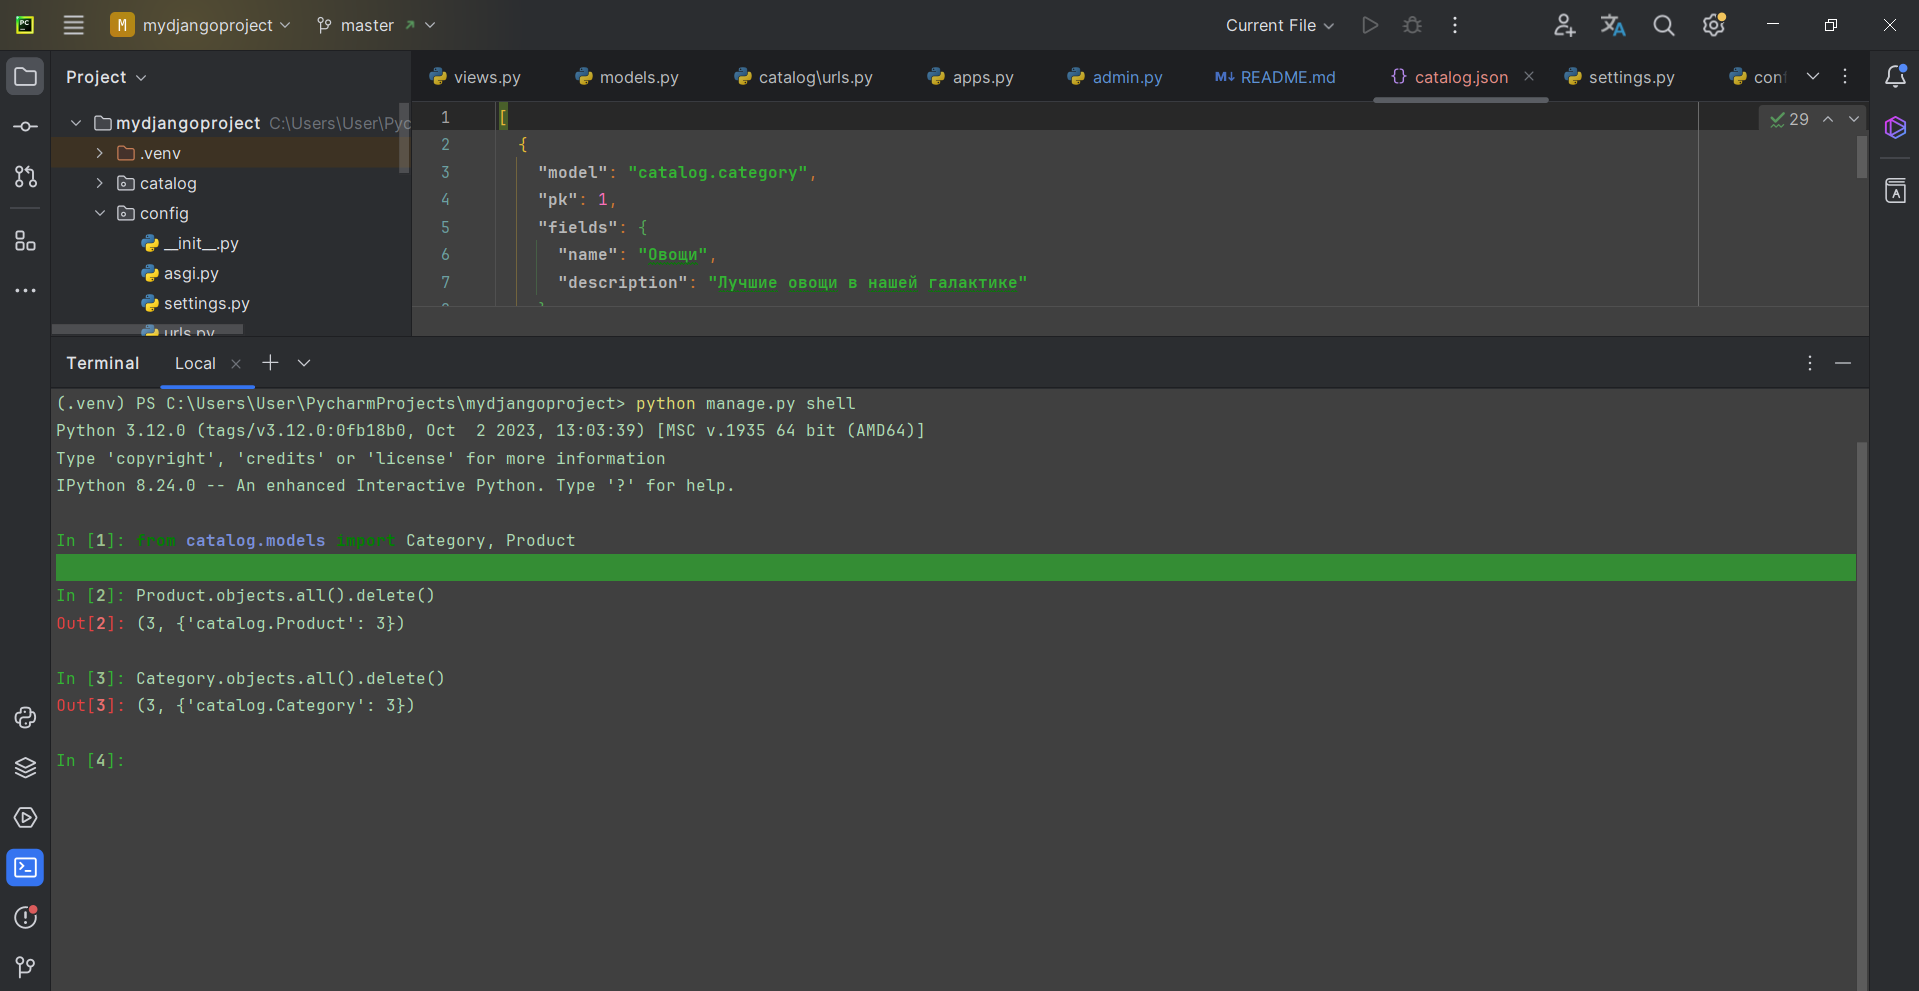 M mydjangoproject master Current File
Project
views.py models.py catalog\urls.py apps.py admin.py M↓ README.md {} catalog.json settings.py
mydjangoproject C:\Users\User\Pyc
.venv
catalog
config
__init__.py
asgi.py
settings.py
urls.py
29
1 [
2 {
3 "model": "catalog.category",
4 "pk": 1,
5 "fields": {
6 "name": "Овощи",
7 "description": "Лучшие овощи в нашей галактике"
Terminal Local
(.venv) PS C:\Users\User\PycharmProjects\mydjangoproject> python manage.py shell
Python 3.12.0 (tags/v3.12.0:0fb18b0, Oct  2 2023, 13:03:39) [MSC v.1935 64 bit (AMD64)]
Type 'copyright', 'credits' or 'license' for more information
IPython 8.24.0 -- An enhanced Interactive Python. Type '?' for help.
In [1]: from catalog.models import Category, Product
In [2]: Product.objects.all().delete()
Out[2]: (3, {'catalog.Product': 3})
In [3]: Category.objects.all().delete()
Out[3]: (3, {'catalog.Category': 3})
In [4]: